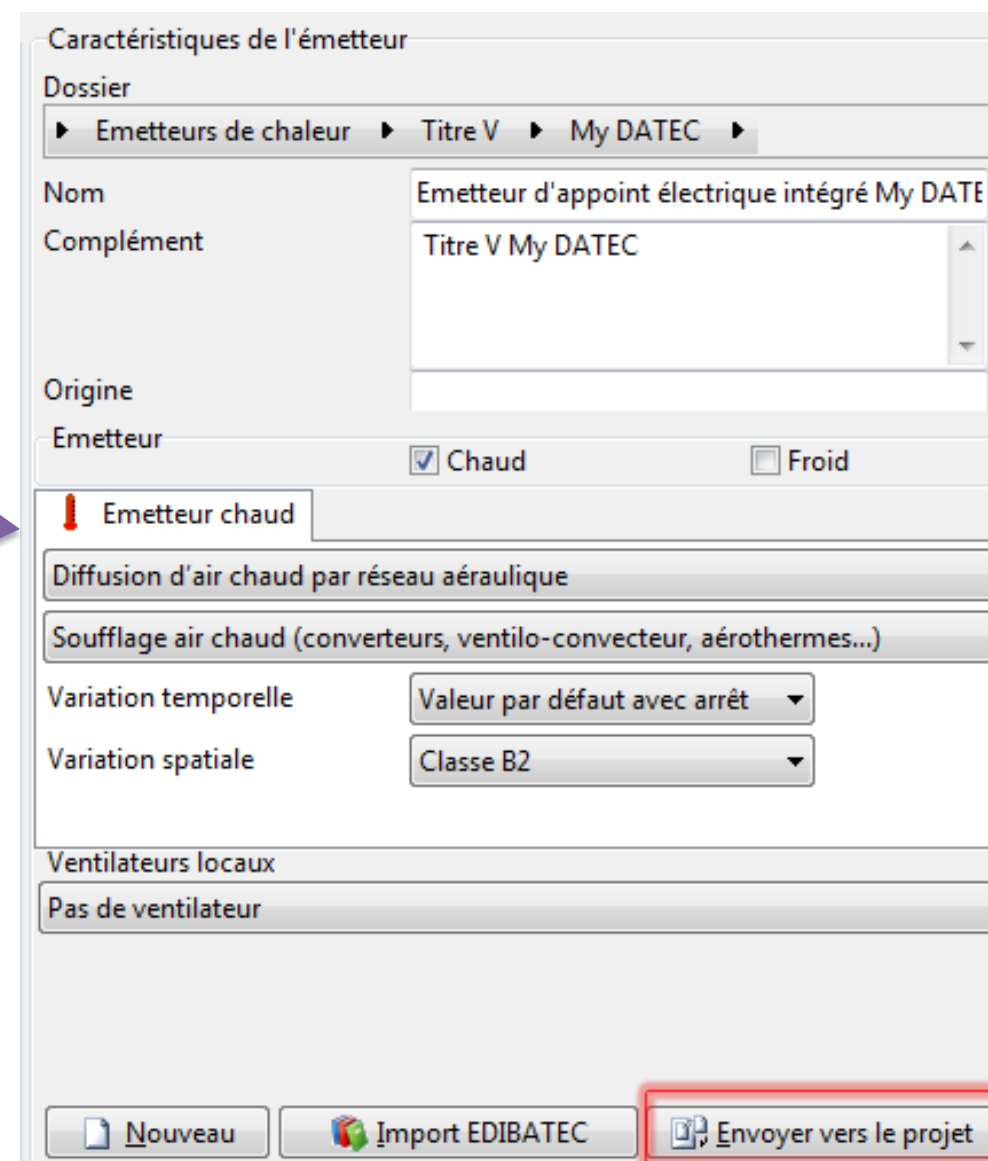 Caractéristiques de l'émetteur
Dossier
Emetteurs de chaleur Titre V My DATEC
Nom Emetteur d'appoint électrique intégré My DATE
Complément Titre V My DATEC
Origine
Emetteur Chaud Froid
Emetteur chaud
Diffusion d'air chaud par réseau aéraulique
Soufflage air chaud (converteurs, ventilo-convecteur, aérothermes...)
Variation temporelle Valeur par défaut avec arrêt
Variation spatiale Classe B2
Ventilateurs locaux
Pas de ventilateur
Nouveau Import EDIBATEC Envoyer vers le projet